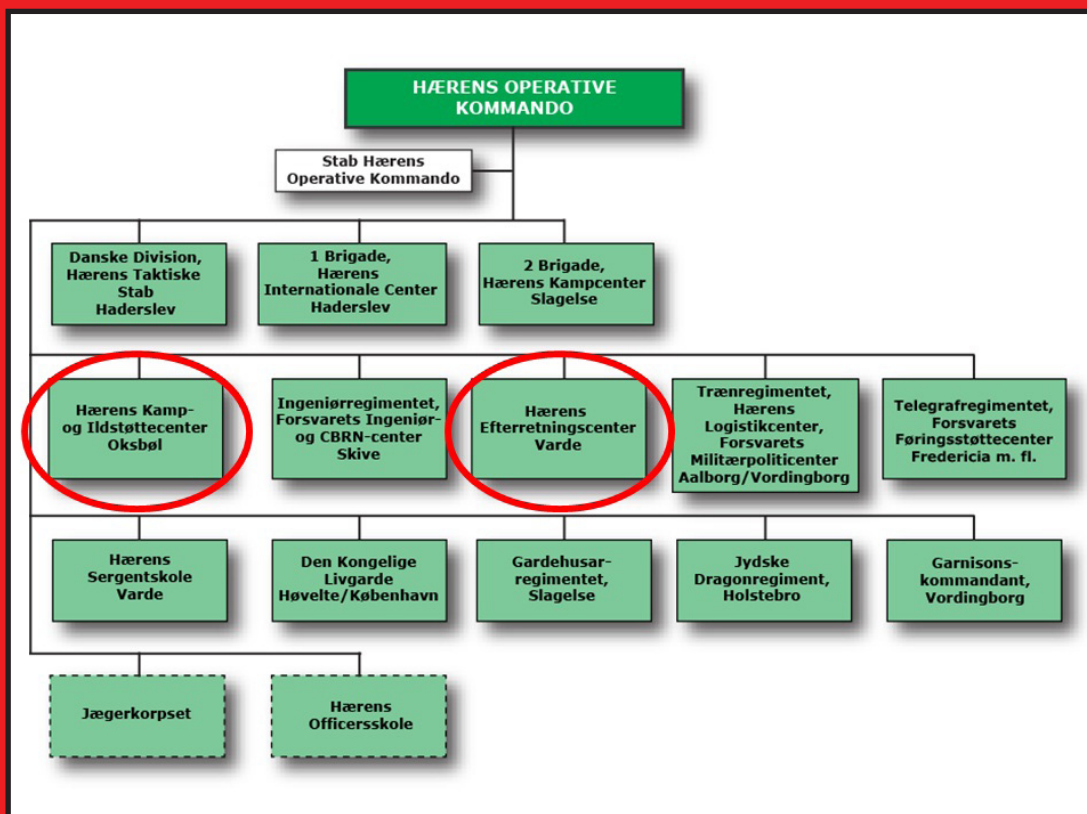 HÆRENS OPERATIVE
KOMMANDO
Stab Hærens
Operative Kommando
Danske Division,
Hærens Taktiske
Stab
Haderslev
1 Brigade,
Hærens
Internationale Center
Haderslev
2 Brigade,
Hærens Kampcenter
Slagelse
Hærens Kamp-
og Ildstøttecenter
Oksbøl
Ingeniørregimentet,
Forsvarets Ingeniør-
og CBRN-center
Skive
Hærens
Efterretningscenter
Varde
Trænregimentet,
Hærens
Logistikcenter,
Forsvarets
Militærpoliticenter
Aalborg/Vordingborg
Telegrafregimentet,
Forsvarets
Føringsstøttecenter
Fredericia m. fl.
Hærens
Sergentskole
Varde
Den Kongelige
Livgarde
Høvelte/København
Gardehusar-
regimentet,
Slagelse
Jydske
Dragonregiment,
Holstebro
Garnisons-
kommandant,
Vordingborg
Jægerkorpset
Hærens
Officersskole